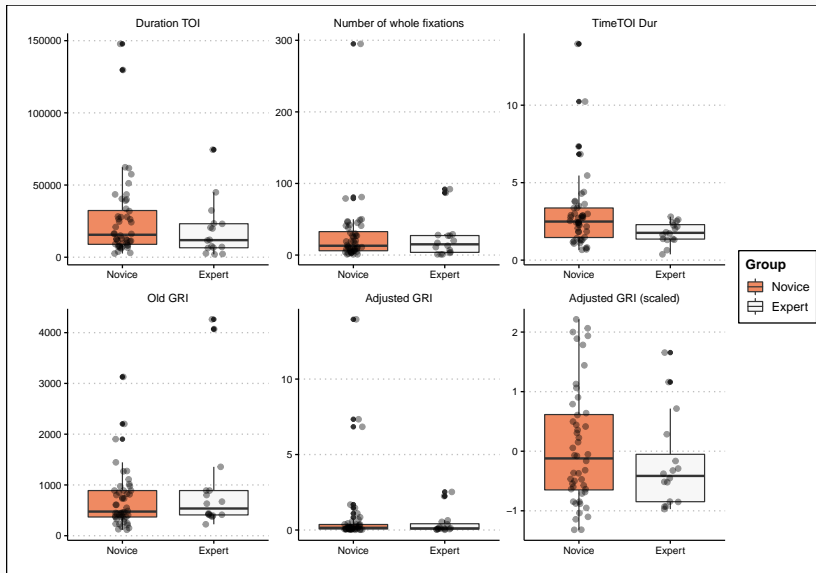 Duration TOI
Number of whole fixations
TimeTOI Dur
150000
100000
50000
0
300
200
100
0
10
5
0
Novice
Expert
Novice
Expert
Novice
Expert
Old GRI
Adjusted GRI
Adjusted GRI (scaled)
4000
3000
2000
1000
0
10
5
0
2
1
0
−1
Novice
Expert
Novice
Expert
Novice
Expert
Group
Novice
Expert